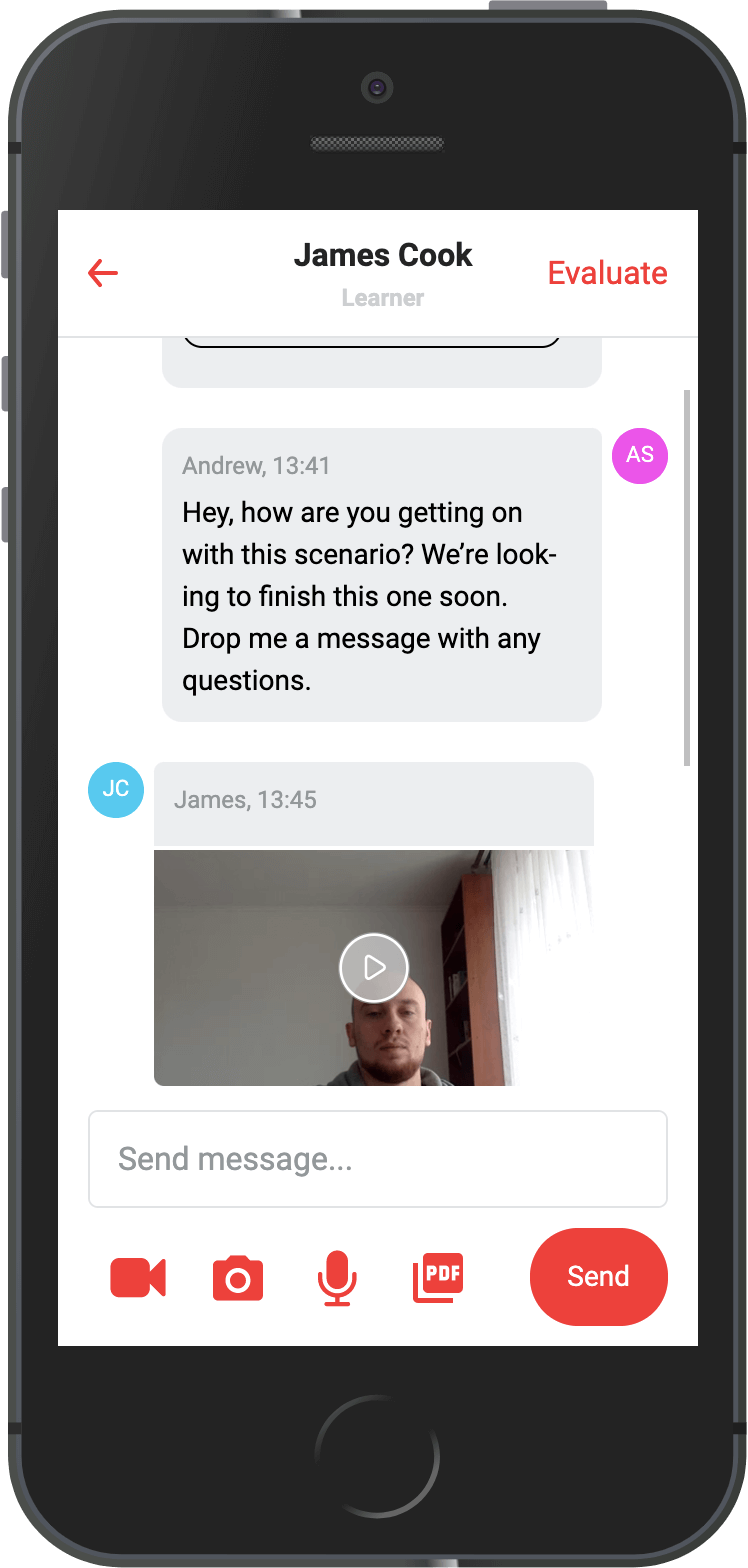 James Cook
Learner
Evaluate
Andrew, 13:41
AS
Hey, how are you getting on
with this scenario? We’re look-
ing to finish this one soon.
Drop me a message with any
questions.
JC
James, 13:45
Send message...
PDF
Send